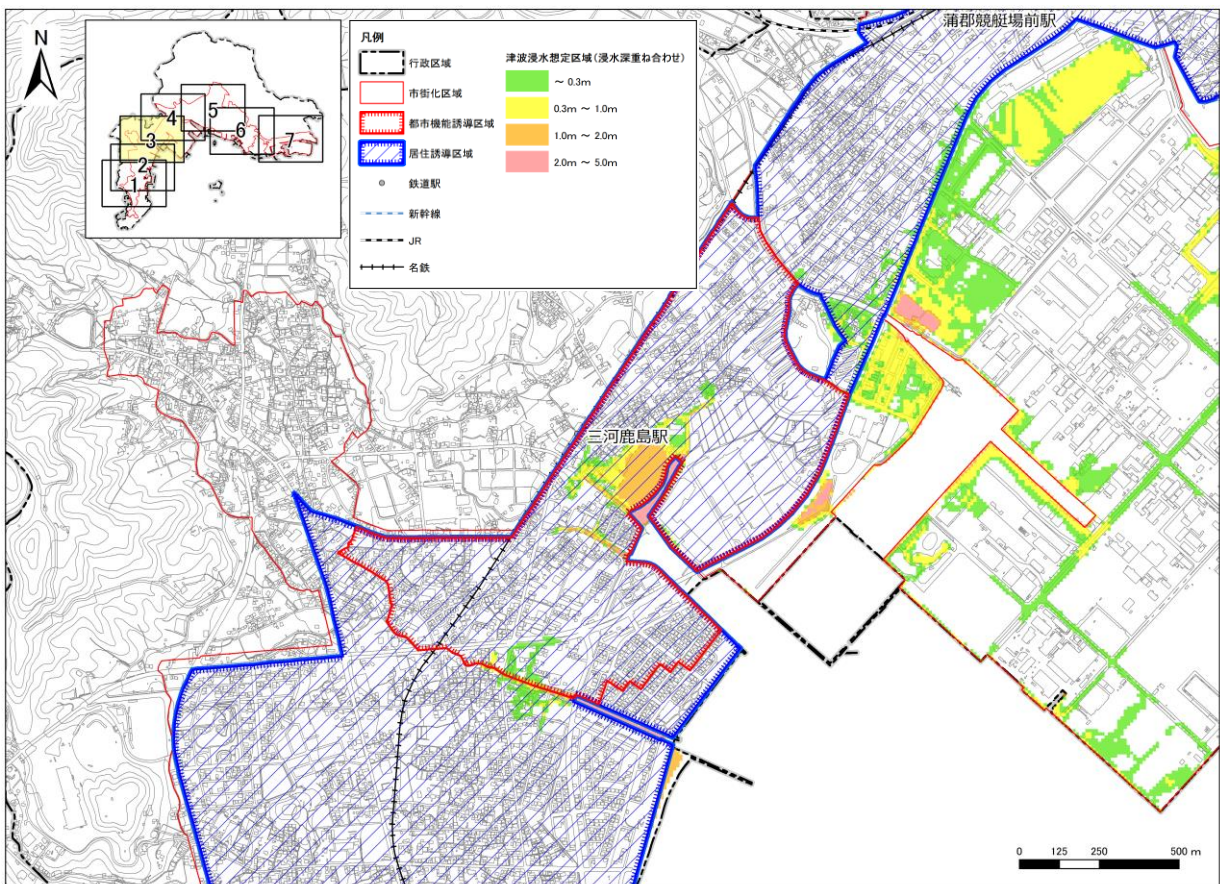 蒲郡競艇場前駅
N
凡例
行政区域
市街化区域
都市機能誘導区域
居住誘導区域
鉄道駅
新幹線
JR
名鉄
津波浸水想定区域(浸水深重ね合わせ)
～ 0.3m
0.3m ～ 1.0m
1.0m ～ 2.0m
2.0m ～ 5.0m
5
4
6
7
3
2
1
三河鹿島駅
0 125 250 500 m